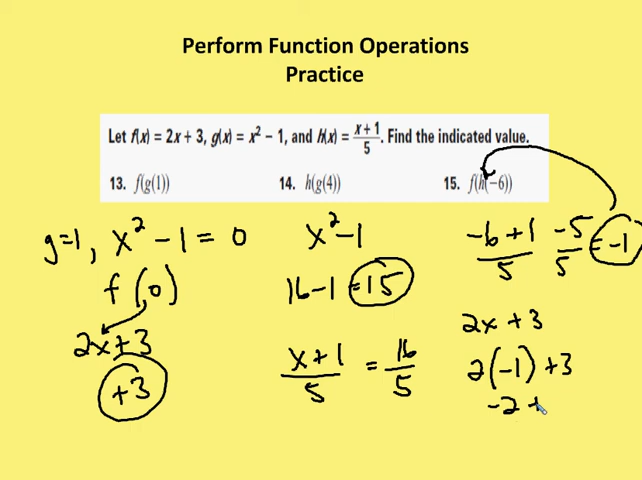 Perform Function Operations
Practice
Let f(x) = 2x + 3, g(x) = x² − 1, and h(x) = (x + 1)/5. Find the indicated value.
13. f(g(1))
14. h(g(4))
15. f(h(−6))
g=1, x² − 1 = 0
f(0)
2x+3
+3
x² − 1
16 − 1 = 15
(x + 1)/5 = 16/5
(−6 + 1)/5 −5/5 = −1
2x + 3
2(−1) + 3
−2 +